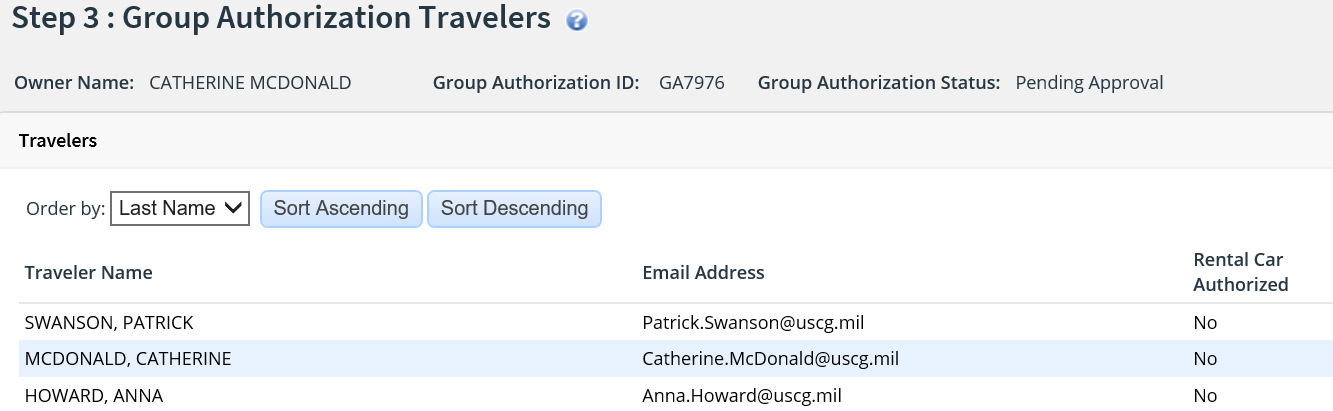 Step 3 : Group Authorization Travelers ?
Owner Name: CATHERINE MCDONALD Group Authorization ID: GA7976 Group Authorization Status: Pending Approval
Travelers
Order by: Last Name Sort Ascending Sort Descending
Traveler Name Email Address Rental Car Authorized
SWANSON, PATRICK Patrick.Swanson@uscg.mil No
MCDONALD, CATHERINE Catherine.McDonald@uscg.mil No
HOWARD, ANNA Anna.Howard@uscg.mil No